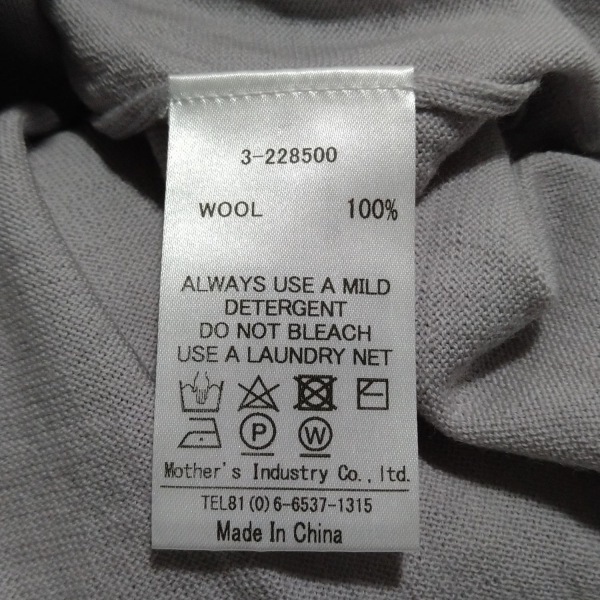 3-228500
WOOL 100%
ALWAYS USE A MILD
DETERGENT
DO NOT BLEACH
USE A LAUNDRY NET
P W
Mother's Industry Co., ltd.
TEL81(0)6-6537-1315
Made In China